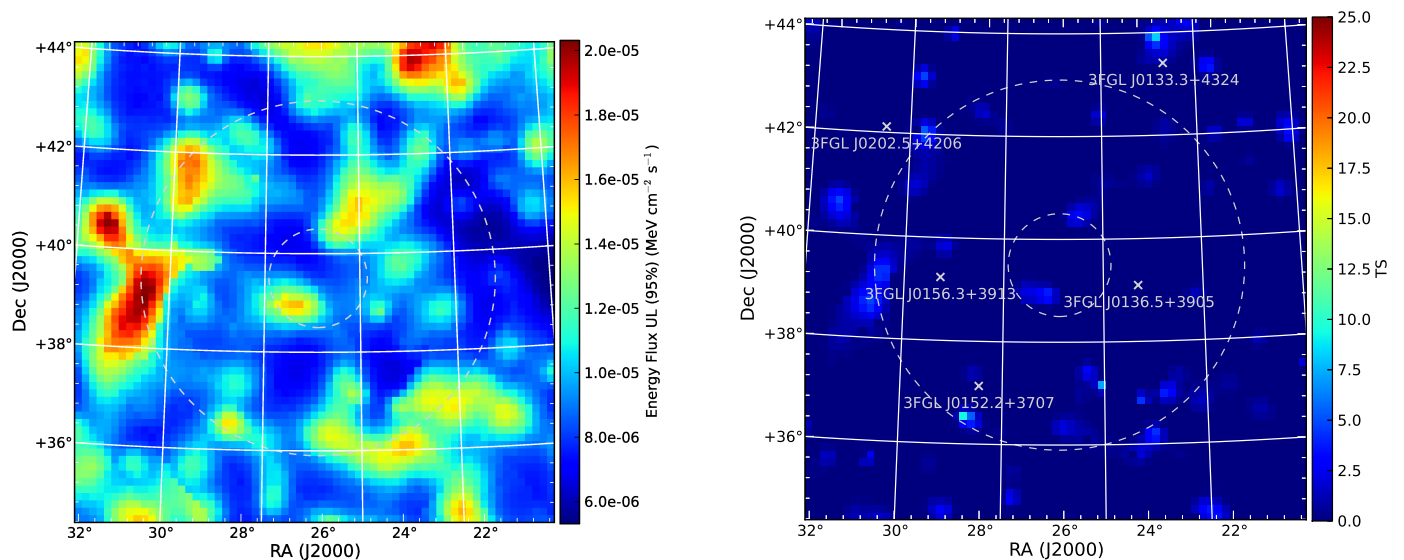 +44°
+42°
+40°
+38°
+36°
Dec (J2000)
32°
30°
28°
26°
24°
22°
RA (J2000)
2.0e-05
1.8e-05
1.6e-05
1.4e-05
1.2e-05
1.0e-05
8.0e-06
6.0e-06
Energy Flux UL (95%) (MeV cm⁻² s⁻¹)
+44°
+42°
+40°
+38°
+36°
Dec (J2000)
3FGL J0133.3+4324
3FGL J0202.5+4206
3FGL J0156.3+3913
3FGL J0136.5+3905
3FGL J0152.2+3707
32°
30°
28°
26°
24°
22°
RA (J2000)
25.0
22.5
20.0
17.5
15.0
12.5
10.0
7.5
5.0
2.5
0.0
TS